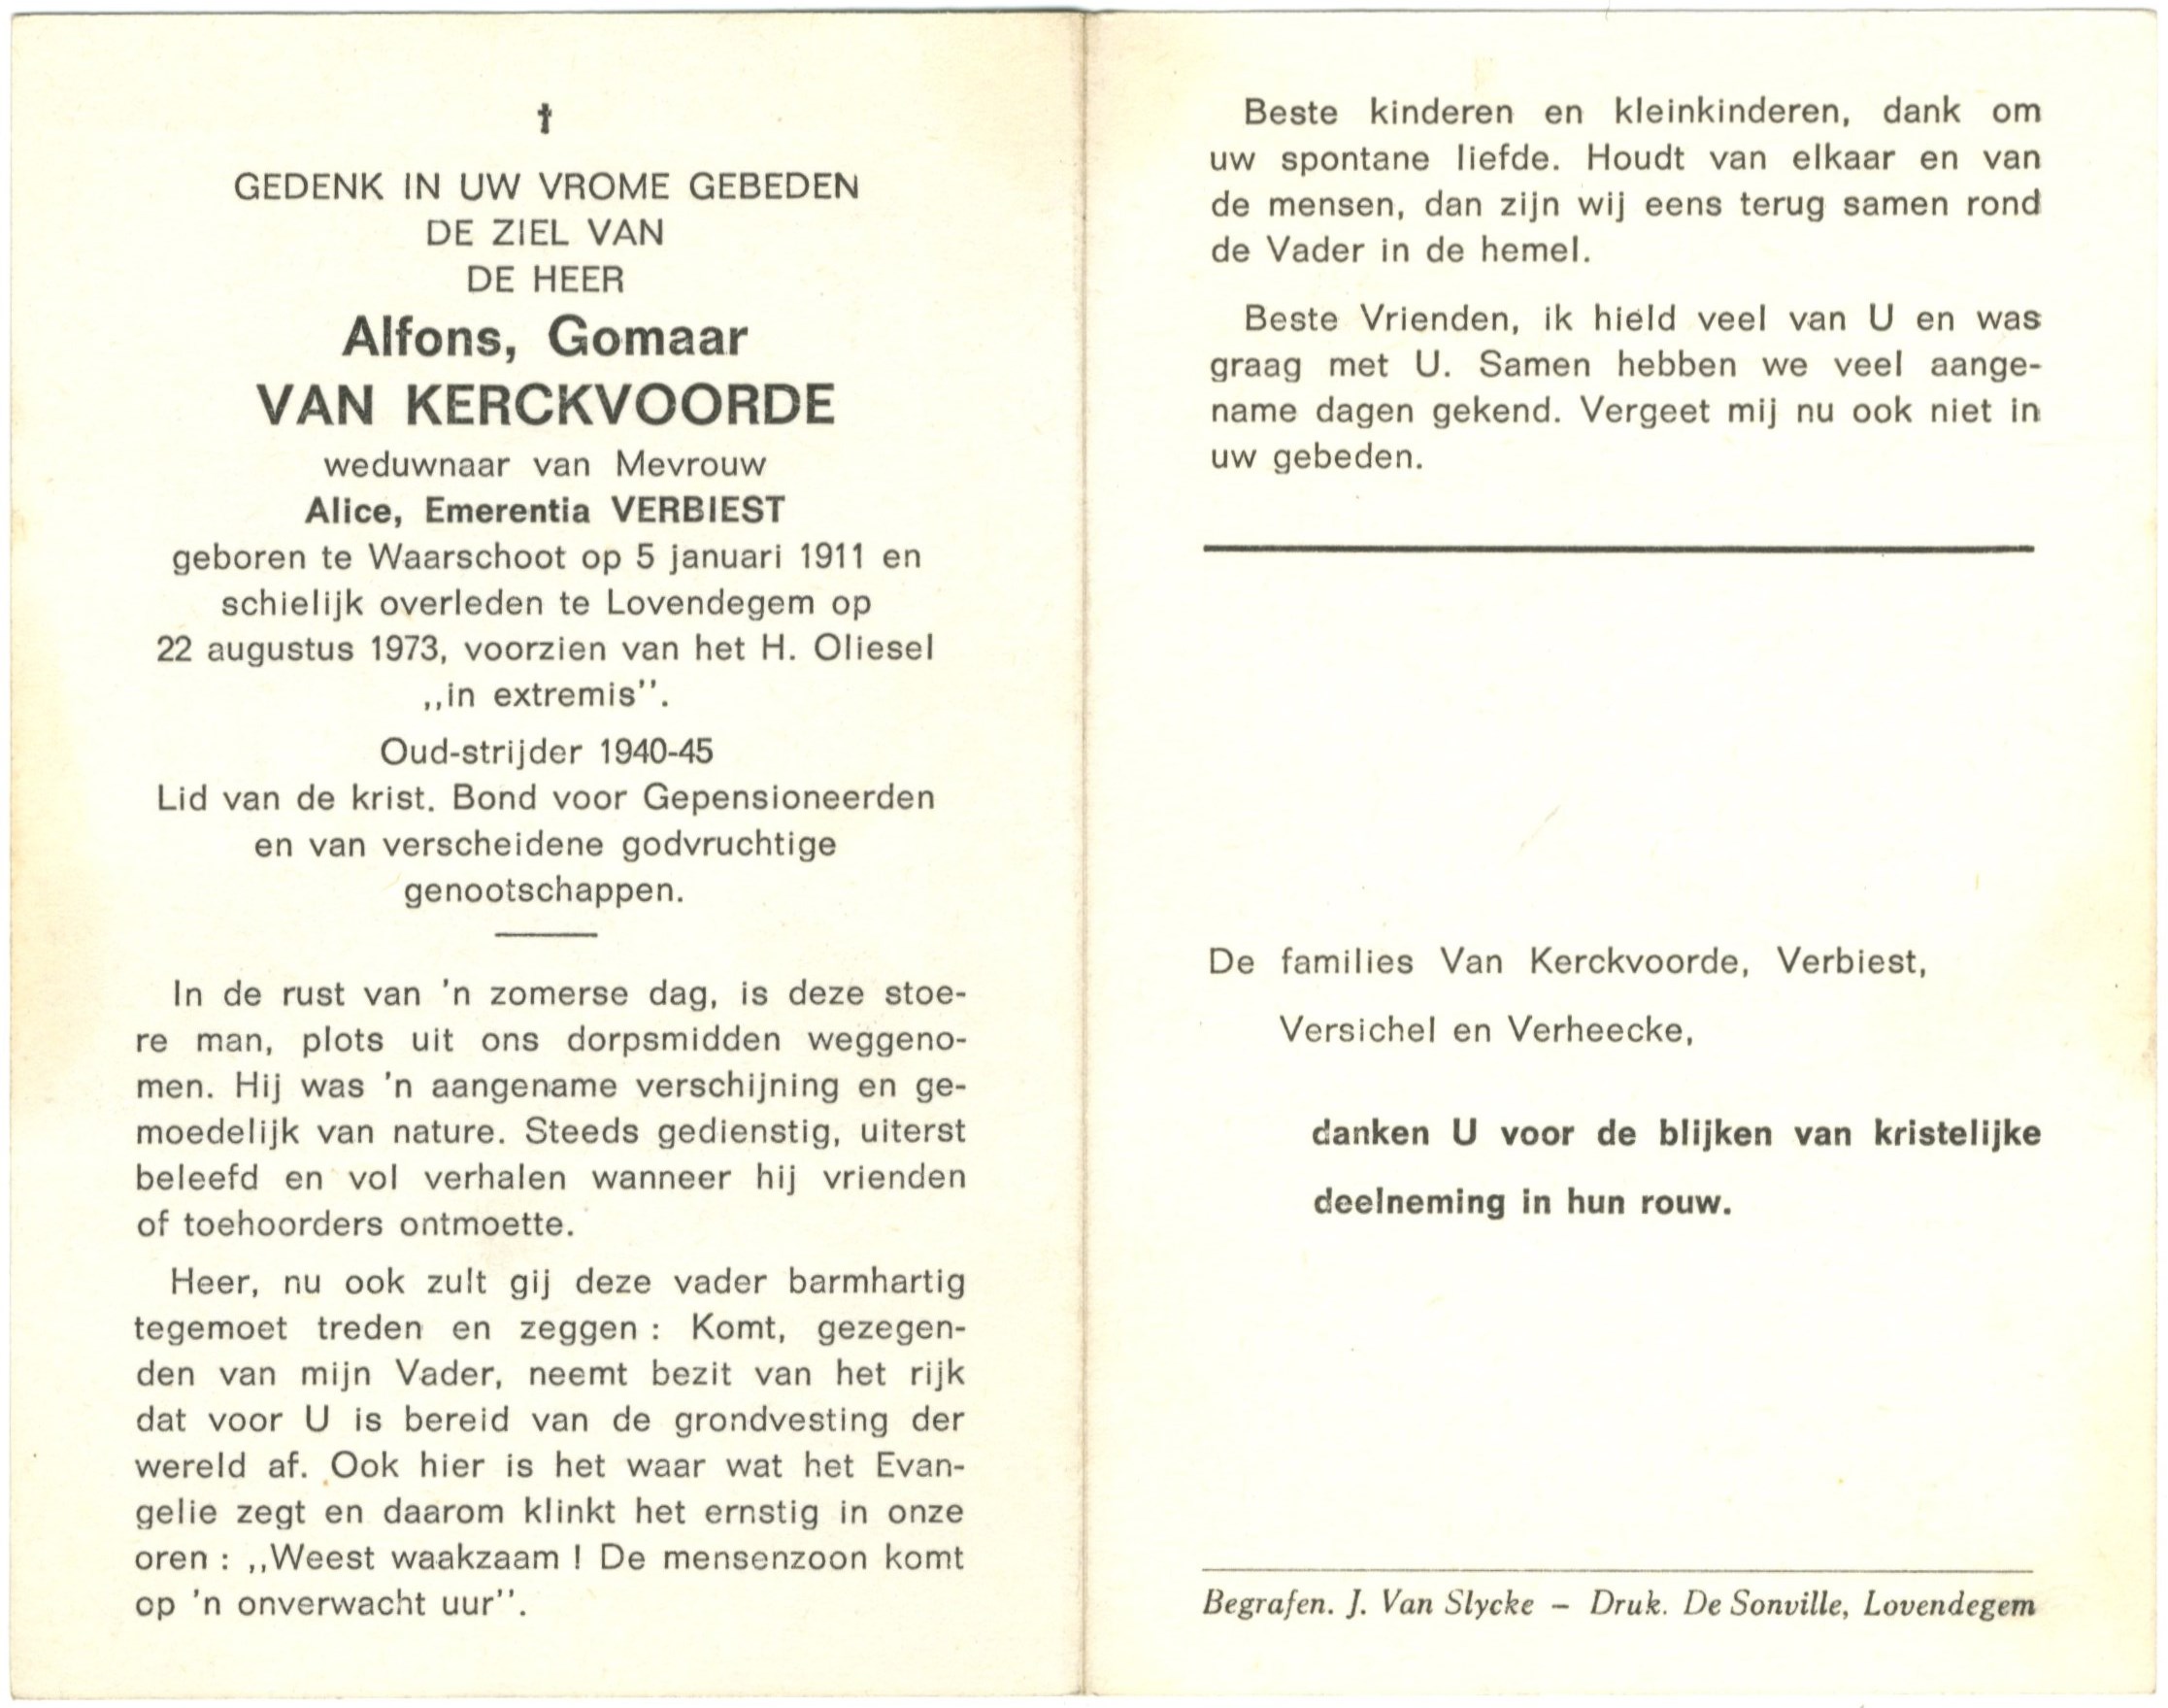 ✝
GEDENK IN UW VROME GEBEDEN
DE ZIEL VAN
DE HEER
Alfons, Gomaar
VAN KERCKVOORDE
weduwnaar van Mevrouw
Alice, Emerentia VERBIEST
geboren te Waarschoot op 5 januari 1911 en
schielijk overleden te Lovendegem op
22 augustus 1973, voorzien van het H. Oliesel
,,in extremis''.
Oud-strijder 1940-45
Lid van de krist. Bond voor Gepensioneerden
en van verscheidene godvruchtige
genootschappen.
In de rust van 'n zomerse dag, is deze stoe-
re man, plots uit ons dorpsmidden weggeno-
men. Hij was 'n aangename verschijning en ge-
moedelijk van nature. Steeds gedienstig, uiterst
beleefd en vol verhalen wanneer hij vrienden
of toehoorders ontmoette.
Heer, nu ook zult gij deze vader barmhartig
tegemoet treden en zeggen : Komt, gezegen-
den van mijn Vader, neemt bezit van het rijk
dat voor U is bereid van de grondvesting der
wereld af. Ook hier is het waar wat het Evan-
gelie zegt en daarom klinkt het ernstig in onze
oren : ,,Weest waakzaam ! De mensenzoon komt
op 'n onverwacht uur''.
Beste kinderen en kleinkinderen, dank om
uw spontane liefde. Houdt van elkaar en van
de mensen, dan zijn wij eens terug samen rond
de Vader in de hemel.
Beste Vrienden, ik hield veel van U en was
graag met U. Samen hebben we veel aange-
name dagen gekend. Vergeet mij nu ook niet in
uw gebeden.
De families Van Kerckvoorde, Verbiest,
Versichel en Verheecke,
danken U voor de blijken van kristelijke
deelneming in hun rouw.
Begrafen. J. Van Slycke – Druk. De Sonville, Lovendegem